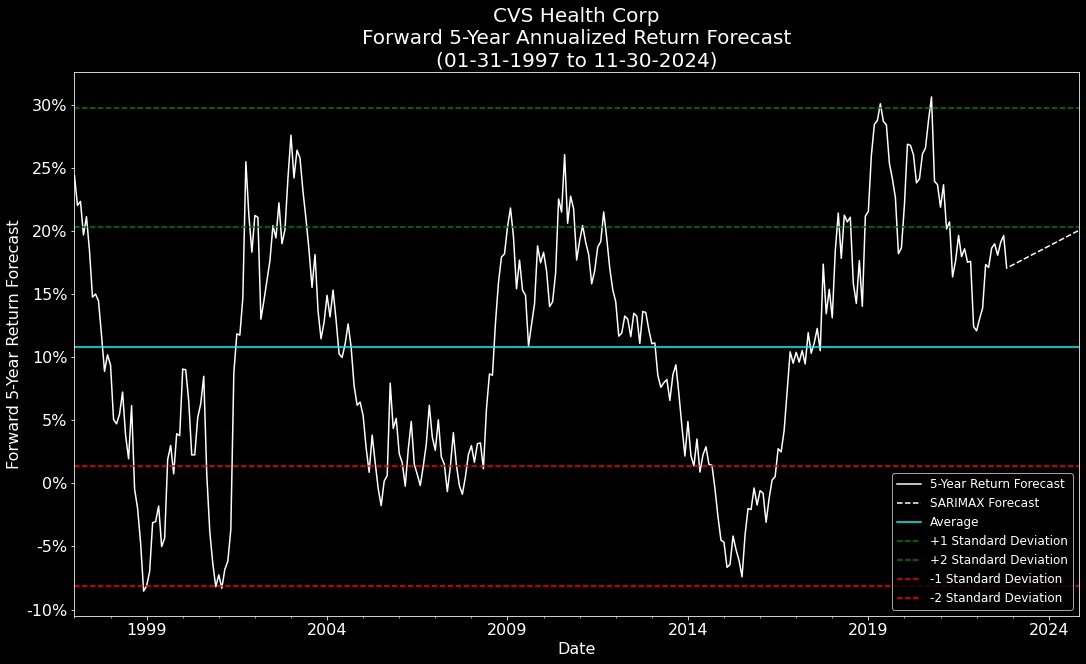 CVS Health Corp
Forward 5-Year Annualized Return Forecast
(01-31-1997 to 11-30-2024)
Forward 5-Year Return Forecast
30%
25%
20%
15%
10%
5%
0%
-5%
-10%
5-Year Return Forecast
SARIMAX Forecast
Average
+1 Standard Deviation
+2 Standard Deviation
-1 Standard Deviation
-2 Standard Deviation
1999
2004
2009
2014
2019
2024
Date